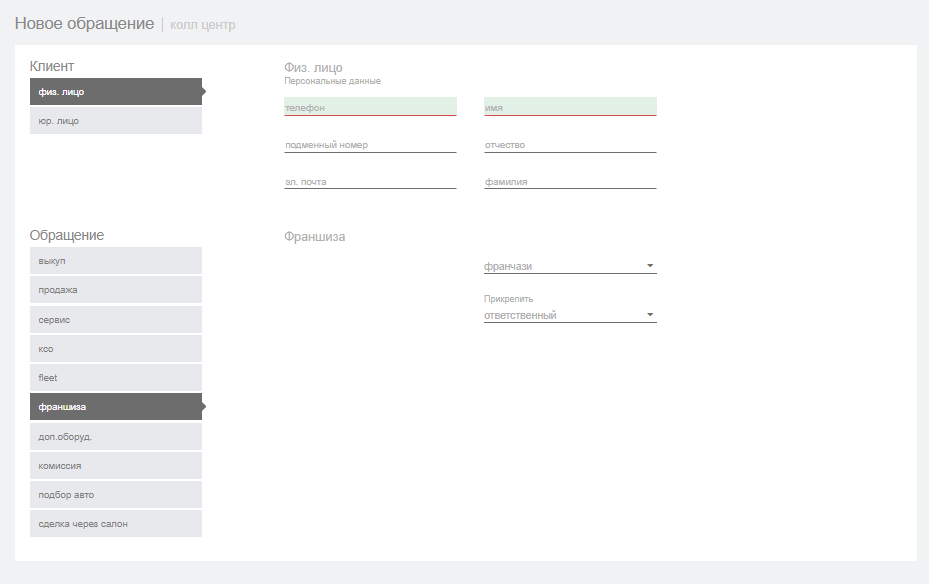 Новое обращение | колл центр
Клиент
физ. лицо
юр. лицо
Физ. лицо
Персональные данные
телефон
имя
подменный номер
отчество
эл. почта
фамилия
Обращение
выкуп
продажа
сервис
ксо
fleet
франшиза
доп.оборуд.
комиссия
подбор авто
сделка через салон
Франшиза
франчази
Прикрепить
ответственный